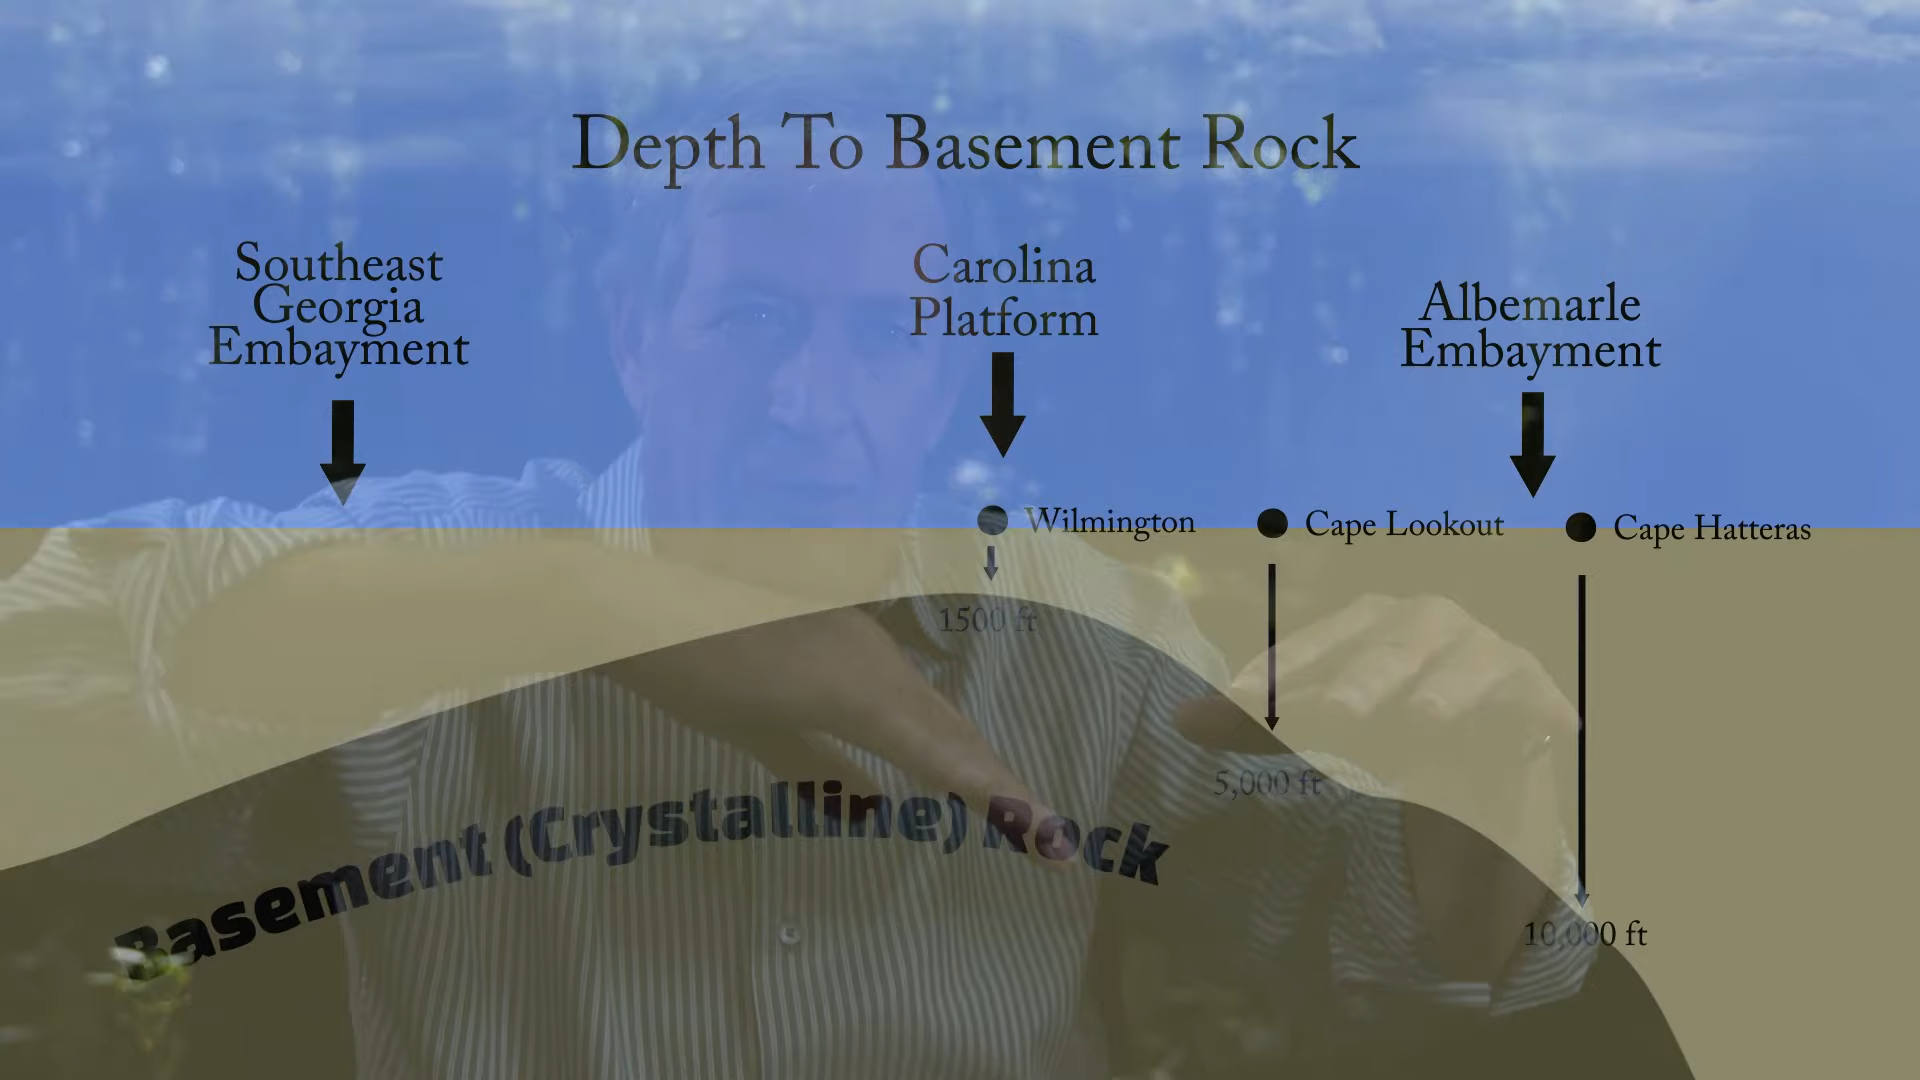 Depth To Basement Rock
Southeast
Georgia
Embayment
Carolina
Platform
Albemarle
Embayment
Wilmington
Cape Lookout
Cape Hatteras
1500 ft
5,000 ft
10,000 ft
Basement (Crystalline) Rock